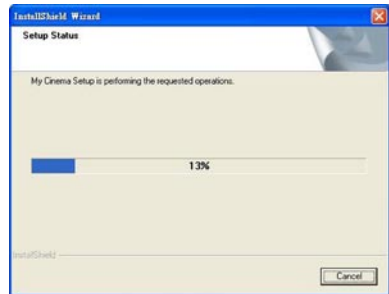 InstallShield Wizard
Setup Status
My Cinema Setup is performing the requested operations.
13%
InstallShield
Cancel